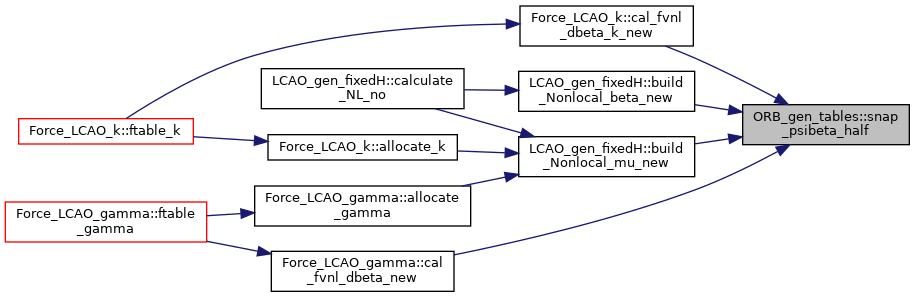 Force_LCAO_k::cal_fvnl
_dbeta_k_new
LCAO_gen_fixedH::calculate
_NL_no
LCAO_gen_fixedH::build
_Nonlocal_beta_new
ORB_gen_tables::snap
_psibeta_half
Force_LCAO_k::ftable_k
Force_LCAO_k::allocate_k
LCAO_gen_fixedH::build
_Nonlocal_mu_new
Force_LCAO_gamma::allocate
_gamma
Force_LCAO_gamma::ftable
_gamma
Force_LCAO_gamma::cal
_fvnl_dbeta_new